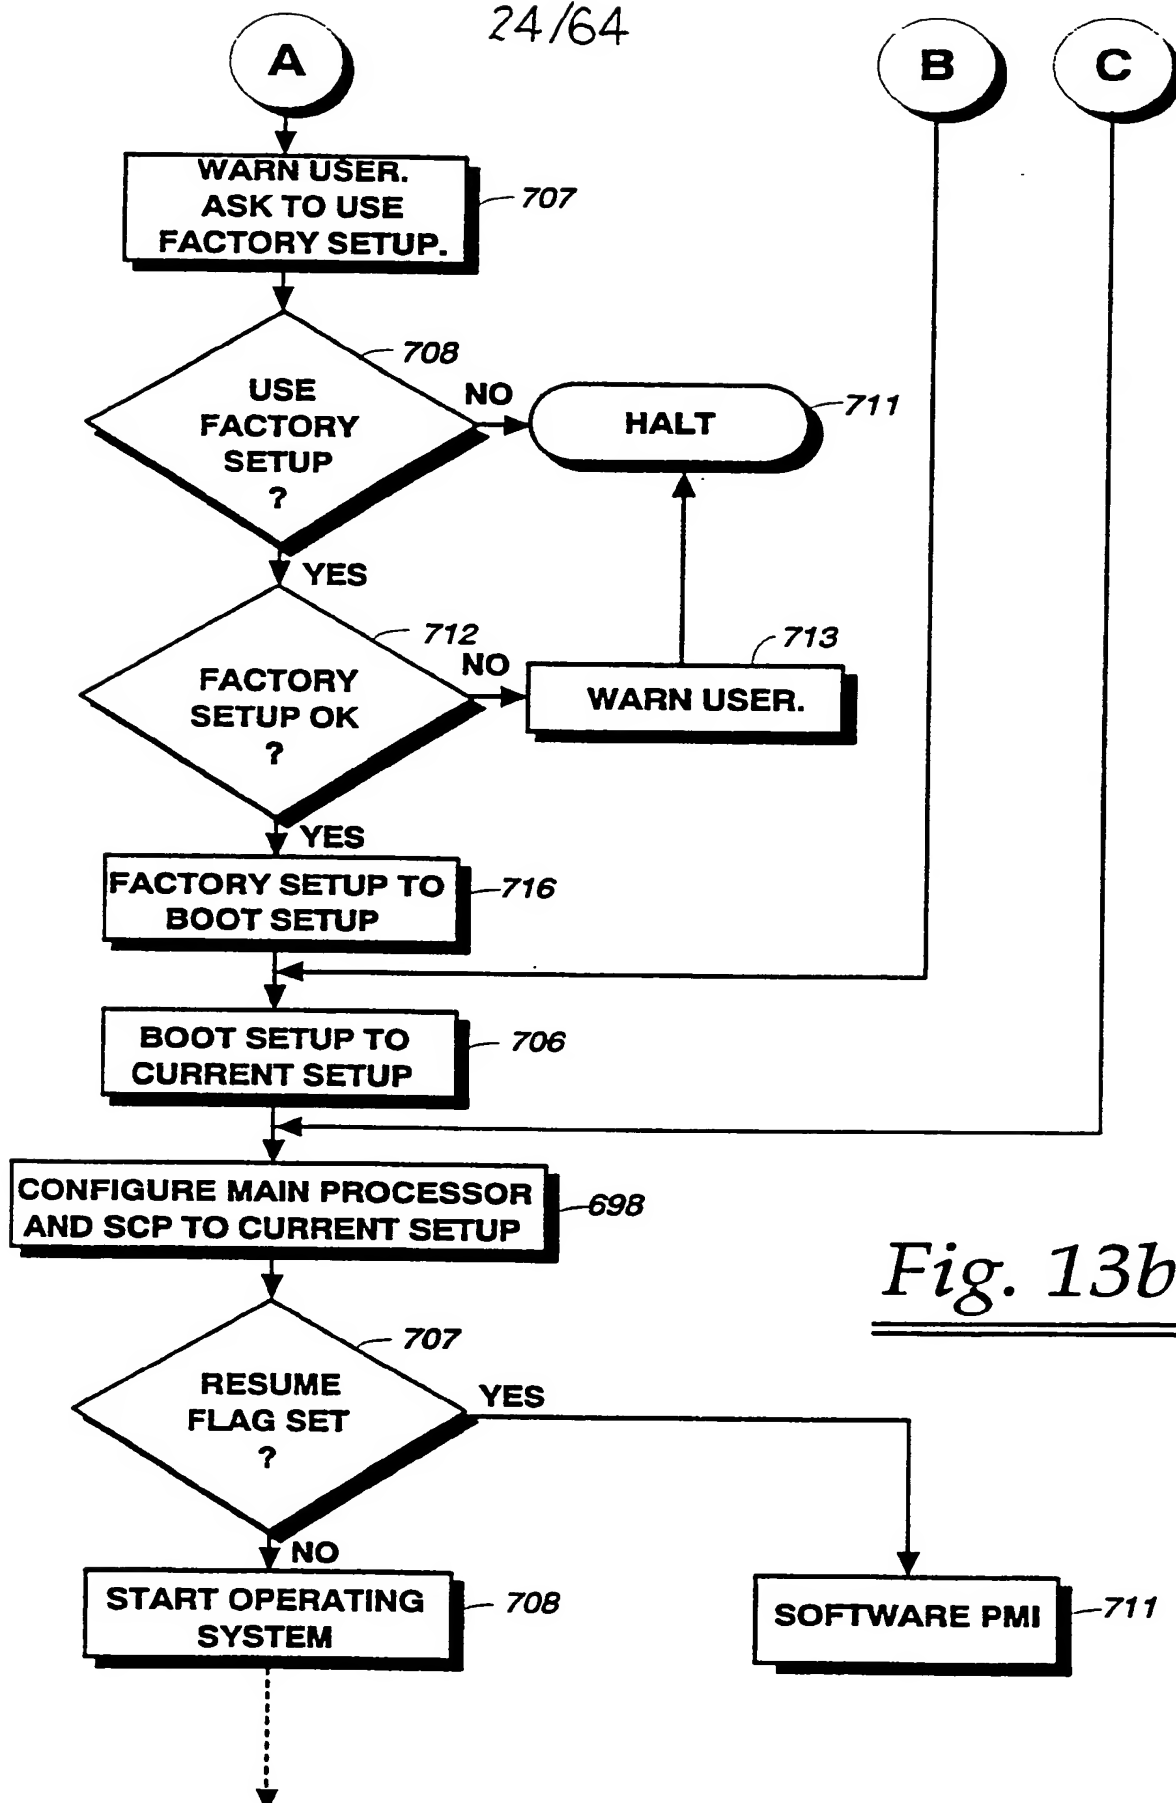 24/64
A
B
C
WARN USER.
ASK TO USE
FACTORY SETUP.
707
708
USE
FACTORY
SETUP
?
NO
HALT
711
YES
712
FACTORY
SETUP OK
?
NO
713
WARN USER.
YES
FACTORY SETUP TO
BOOT SETUP
716
BOOT SETUP TO
CURRENT SETUP
706
CONFIGURE MAIN PROCESSOR
AND SCP TO CURRENT SETUP
698
Fig. 13b
707
RESUME
FLAG SET
?
YES
NO
START OPERATING
SYSTEM
708
SOFTWARE PMI
711